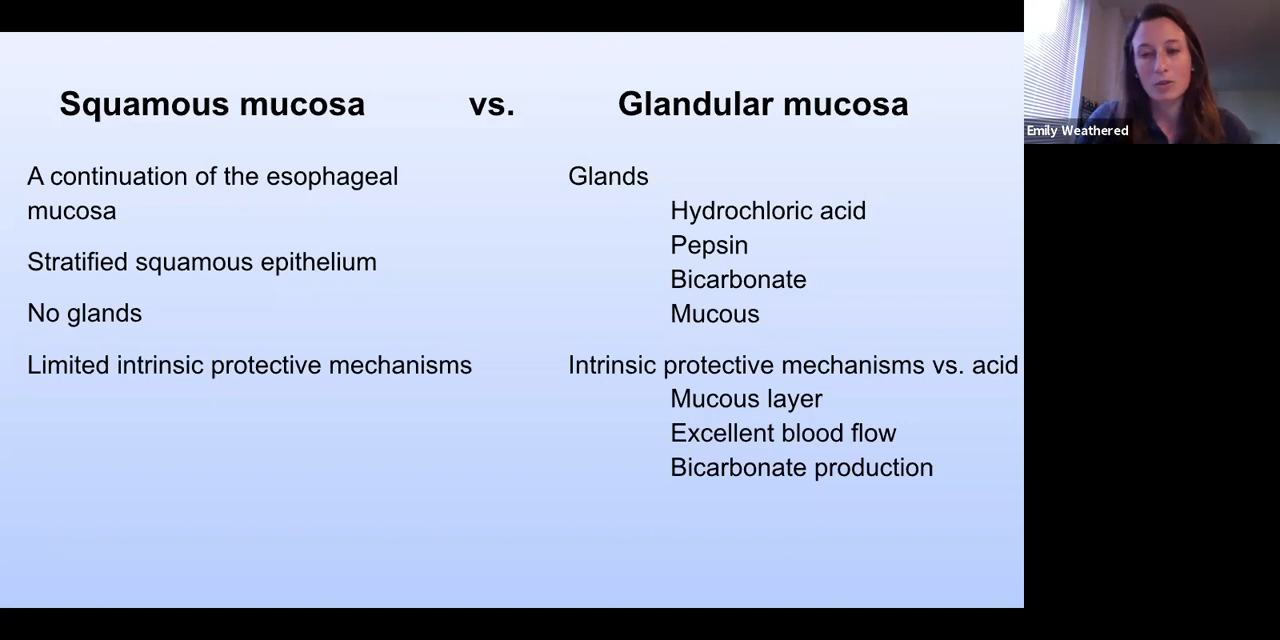 Squamous mucosa vs. Glandular mucosa
A continuation of the esophageal
mucosa
Stratified squamous epithelium
No glands
Limited intrinsic protective mechanisms
Glands
Hydrochloric acid
Pepsin
Bicarbonate
Mucous
Intrinsic protective mechanisms vs. acid
Mucous layer
Excellent blood flow
Bicarbonate production
Emily Weathered